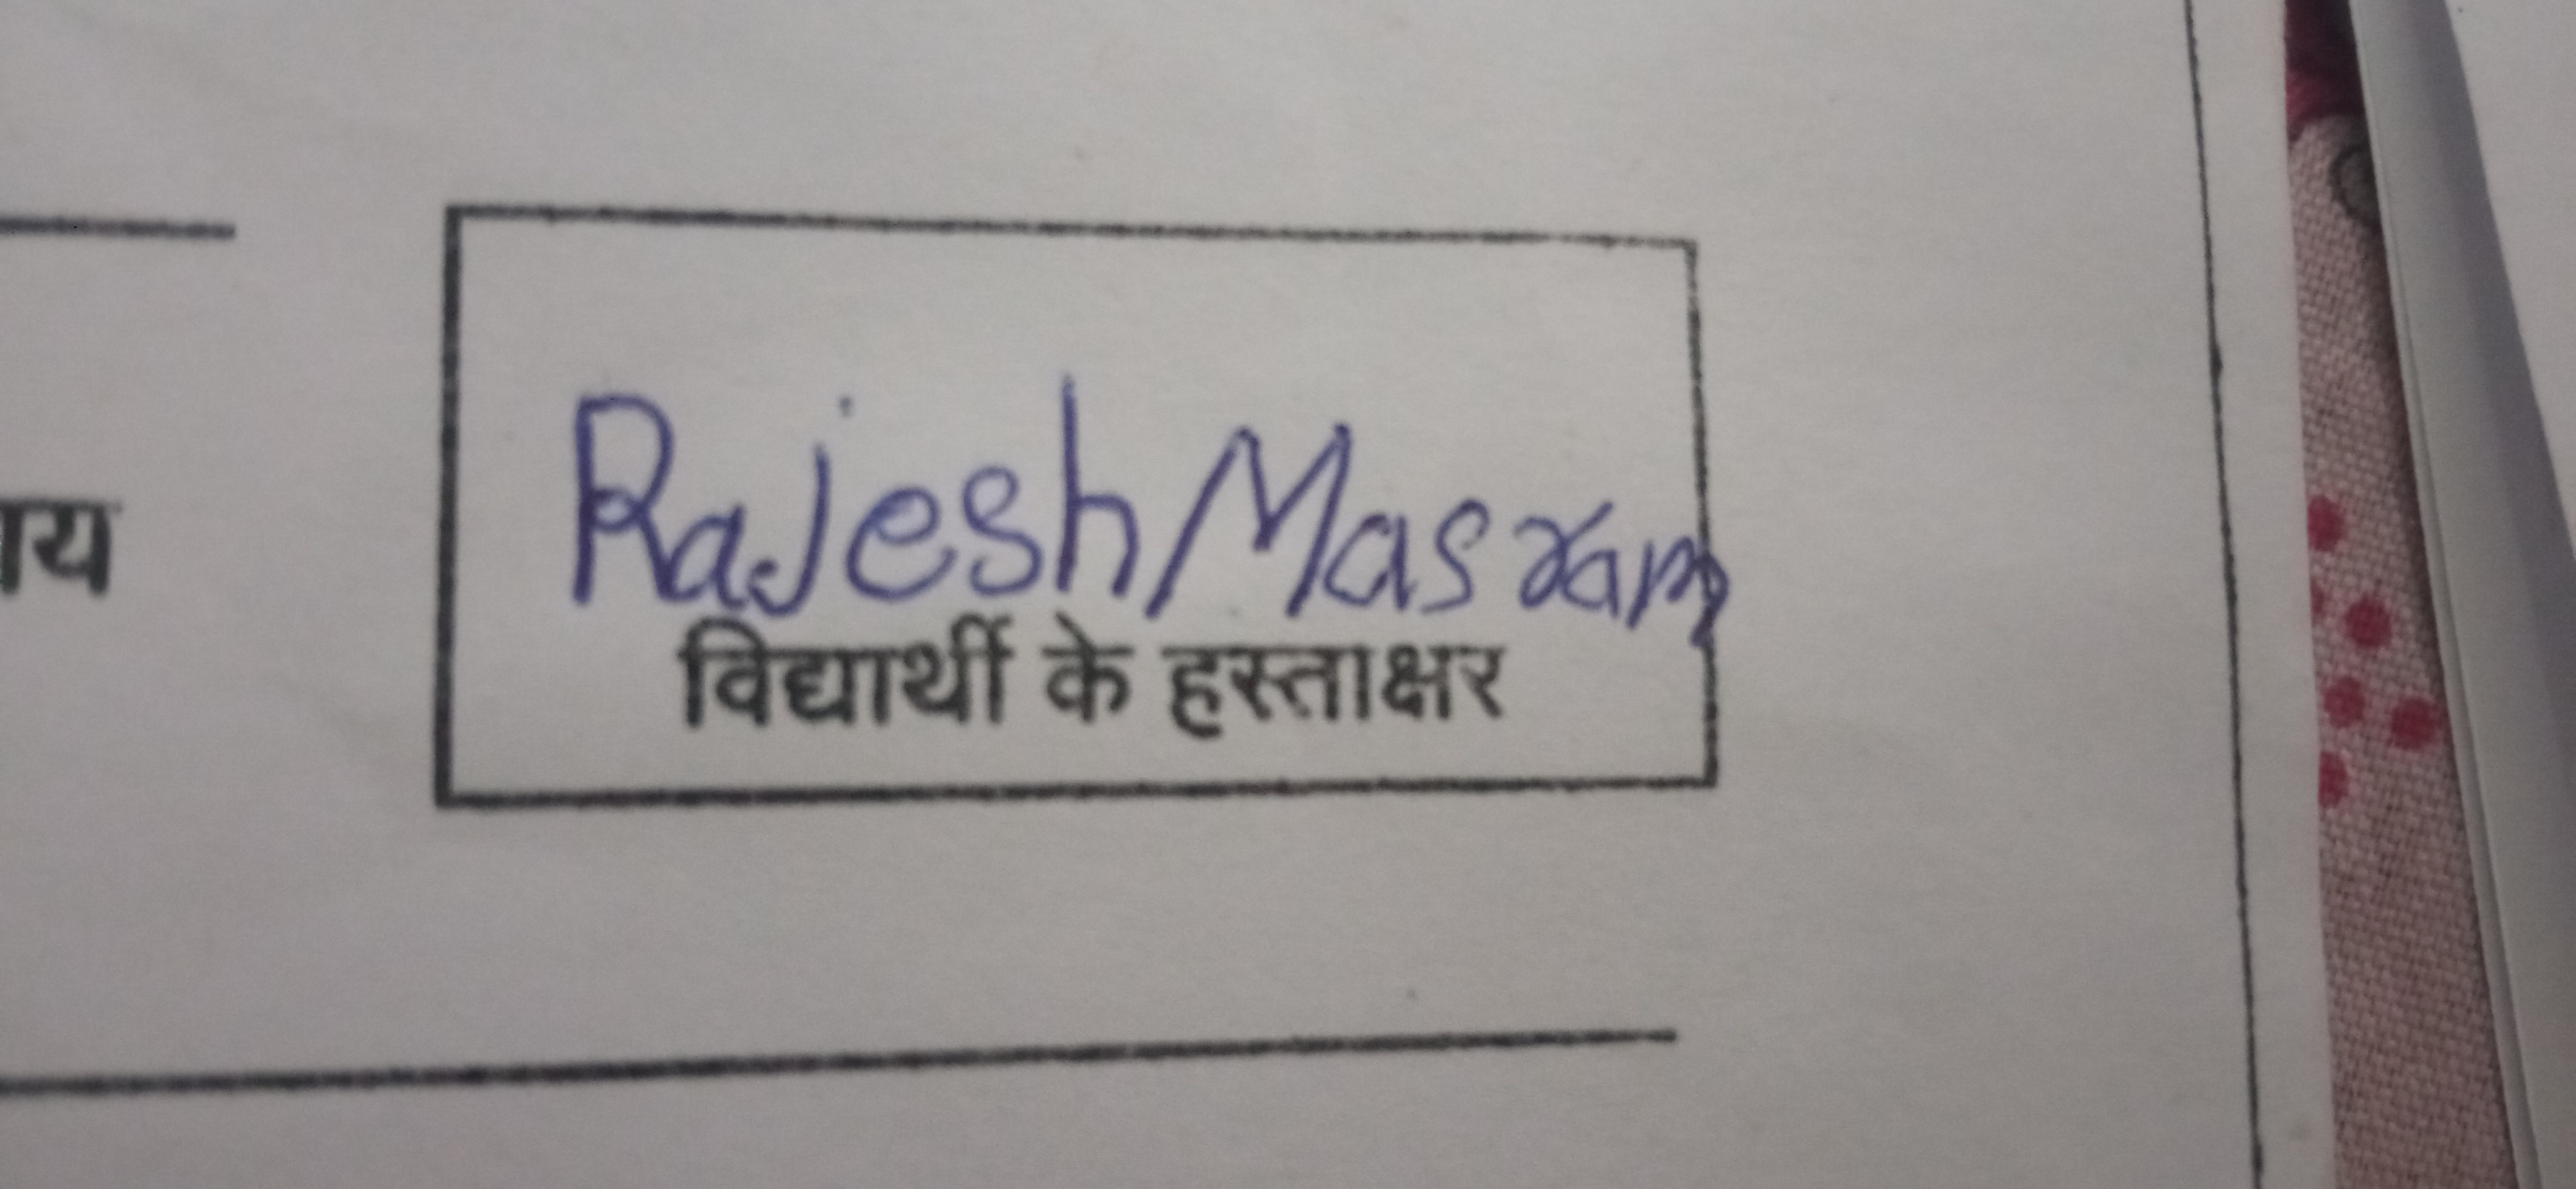 Rajesh Masram
विद्यार्थी के हस्ताक्षर